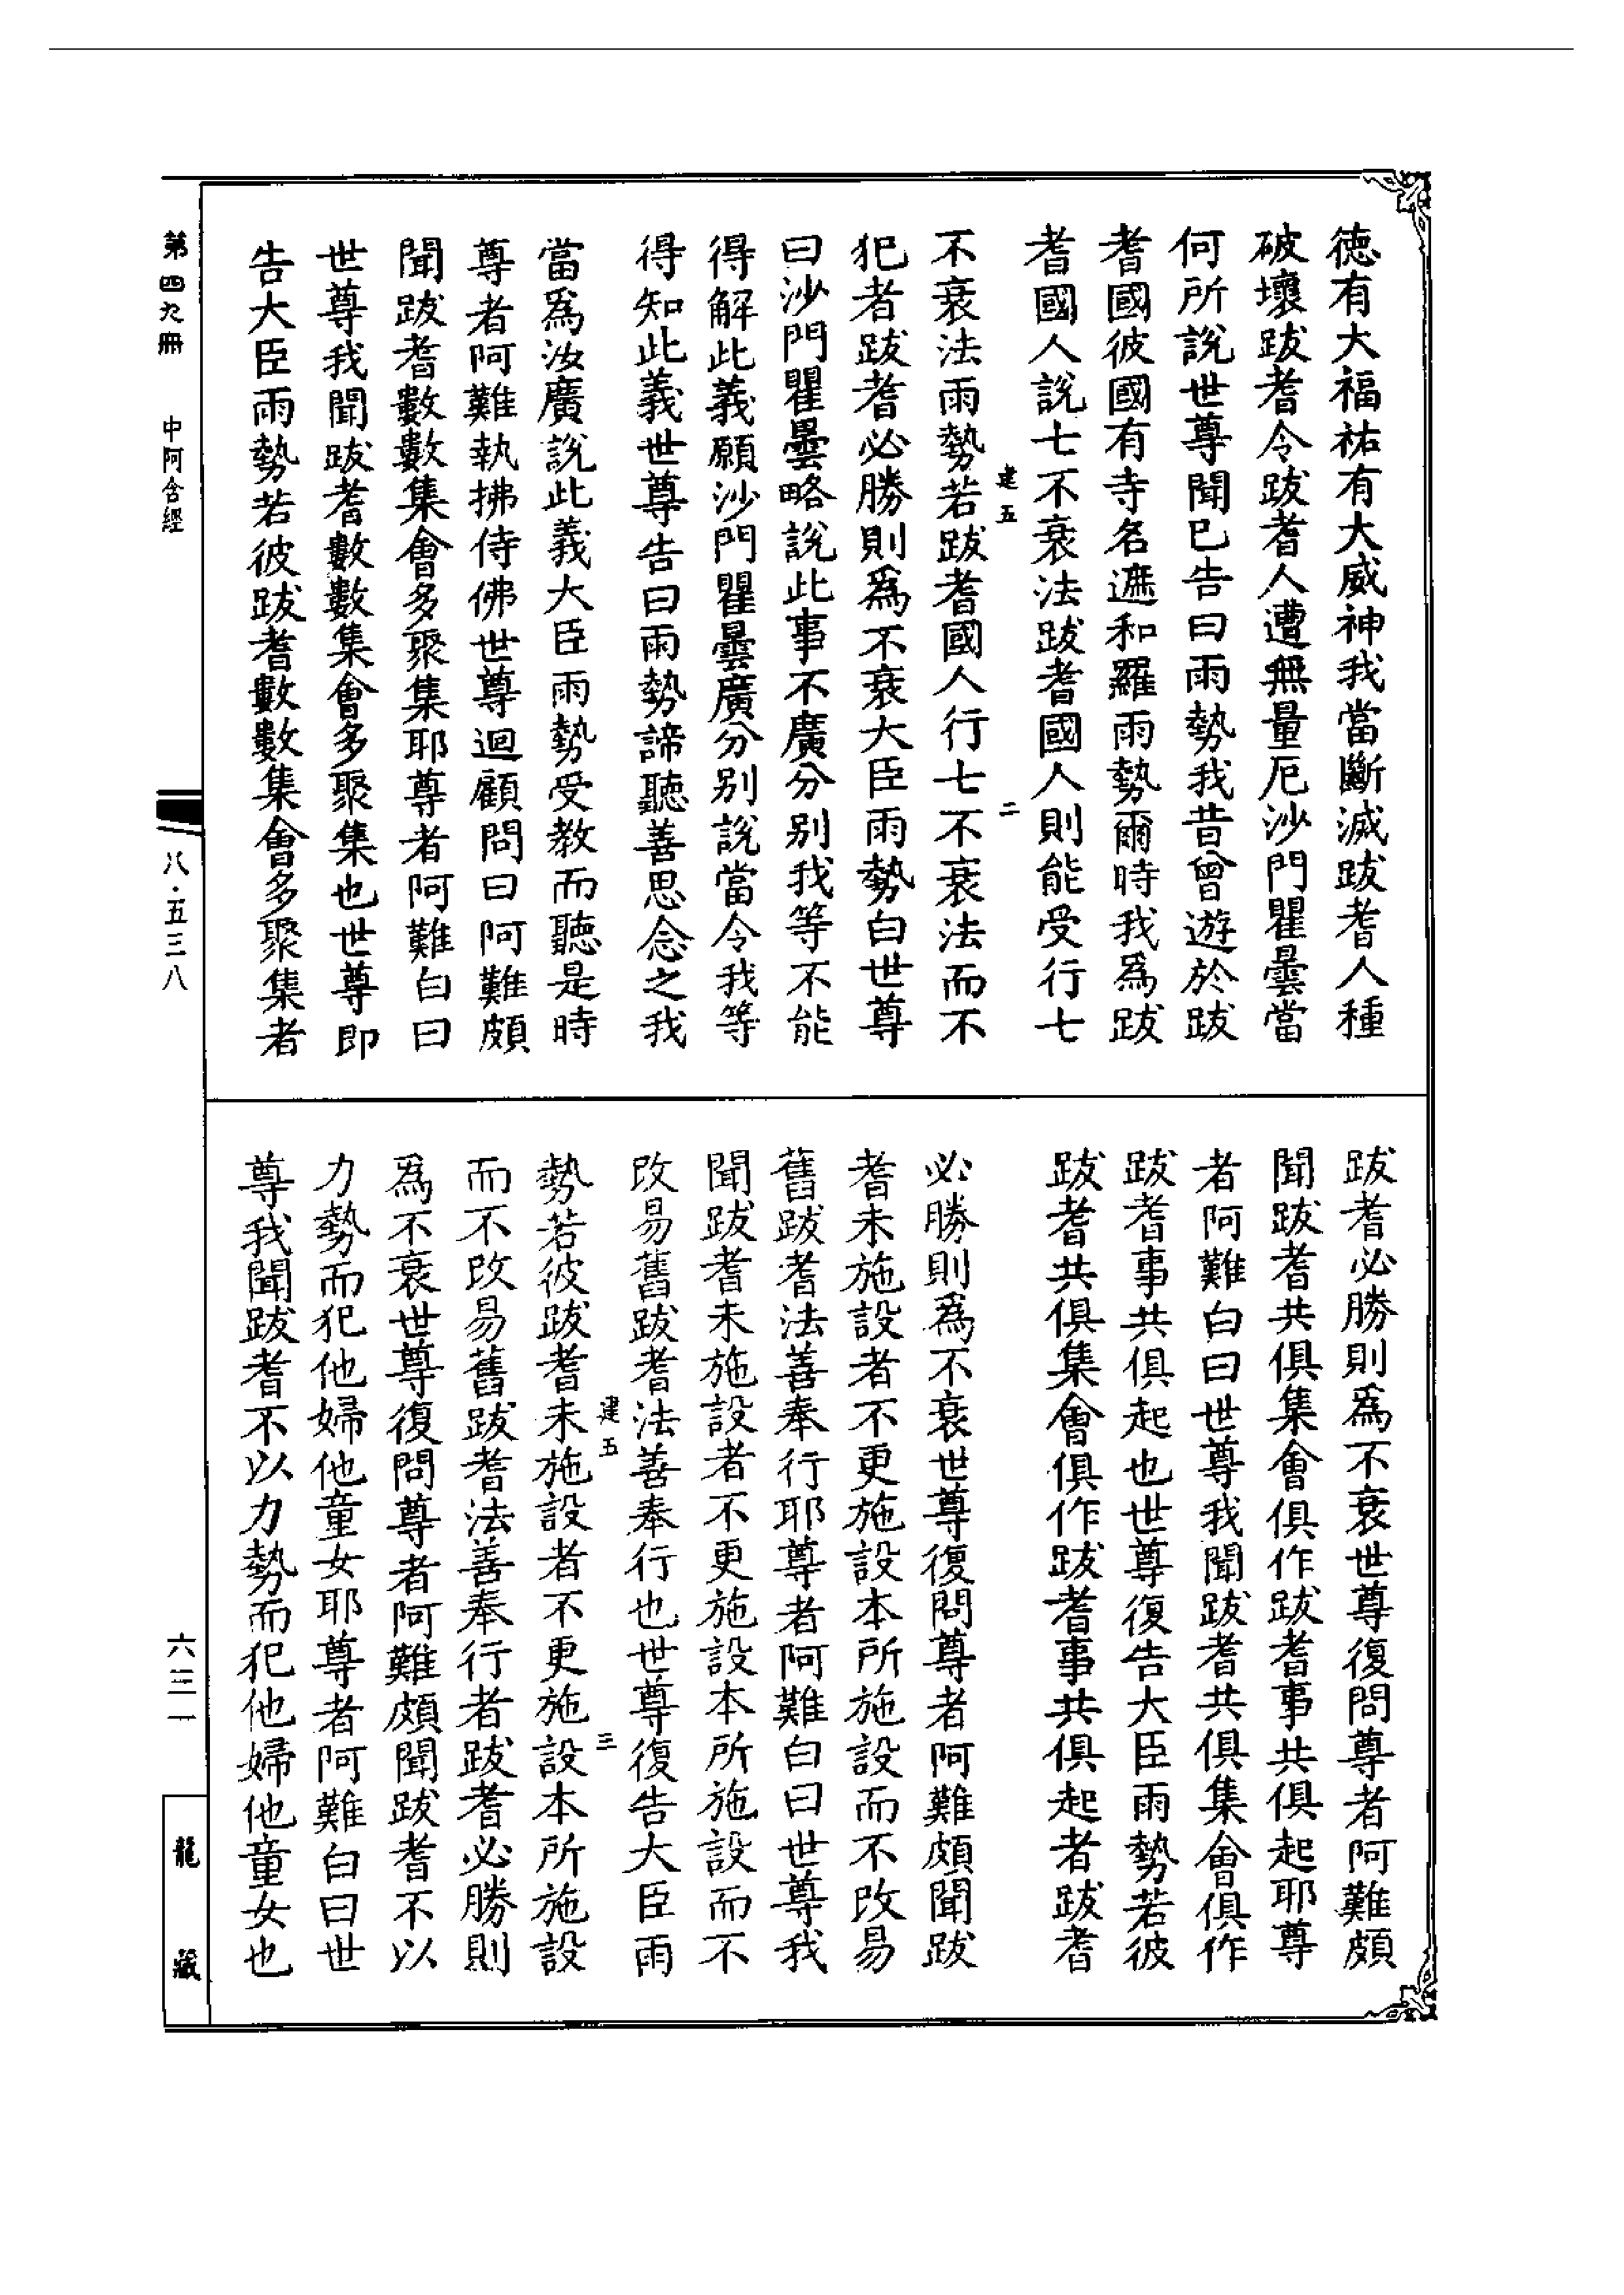 德有大福祐有大威神我當斷滅跋耆人種
破壞跋耆令跋耆人遭無量厄沙門瞿曇當
何所說世尊聞已告曰雨勢我昔曾遊於跋
耆國彼國有寺名遮和羅雨勢爾時我爲跋
耆國人說七不衰法跋耆國人則能受行七
建五 二
不衰法雨勢若跋耆國人行七不衰法而不
犯者跋耆必勝則爲不衰大臣雨勢白世尊
曰沙門瞿曇略說此事不廣分別我等不能
得解此義願沙門瞿曇廣分別說當令我等
得知此義世尊告曰雨勢諦聽善思念之我
當爲汝廣說此義大臣雨勢受教而聽是時
尊者阿難執拂侍佛世尊迴顧問曰阿難頗
聞跋耆數數集會多聚集耶尊者阿難白曰
世尊我聞跋耆數數集會多聚集也世尊即
告大臣雨勢若彼跋耆數數集會多聚集者
跋耆必勝則爲不衰世尊復問尊者阿難頗
聞跋耆共俱集會俱作跋耆事共俱起耶尊
者阿難白曰世尊我聞跋耆共俱集會俱作
跋耆事共俱起也世尊復告大臣雨勢若彼
跋耆共俱集會俱作跋耆事共俱起者跋耆
必勝則爲不衰世尊復問尊者阿難頗聞跋
耆未施設者不更施設本所施設而不改易
舊跋耆法善奉行耶尊者阿難白曰世尊我
聞跋耆未施設者不更施設本所施設而不
改易舊跋耆法善奉行也世尊復告大臣雨
建五 三
勢若彼跋耆未施設者不更施設本所施設
而不改易舊跋耆法善奉行者跋耆必勝則
爲不衰世尊復問尊者阿難頗聞跋耆不以
力勢而犯他婦他童女耶尊者阿難白曰世
尊我聞跋耆不以力勢而犯他婦他童女也
第四九冊 中阿含經
八·五三八
六三一
龍藏